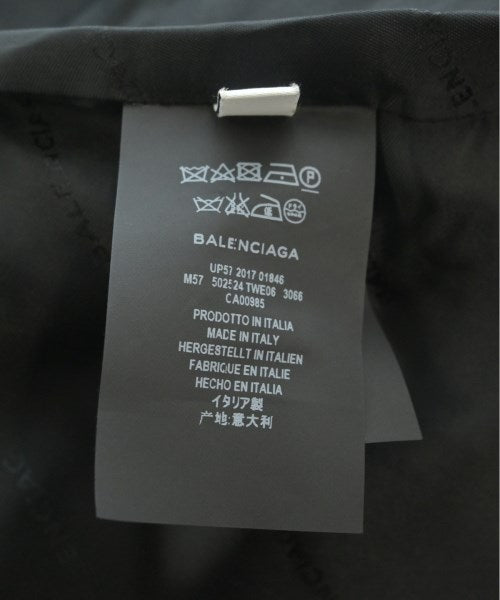 BALENCIAGA
UP57 2017 01846
M57 502524 TWE06 3066
CA00985
PRODOTTO IN ITALIA
MADE IN ITALY
HERGESTELLT IN ITALIEN
FABRIQUE EN ITALIE
HECHO EN ITALIA
イタリア製
产地:意大利